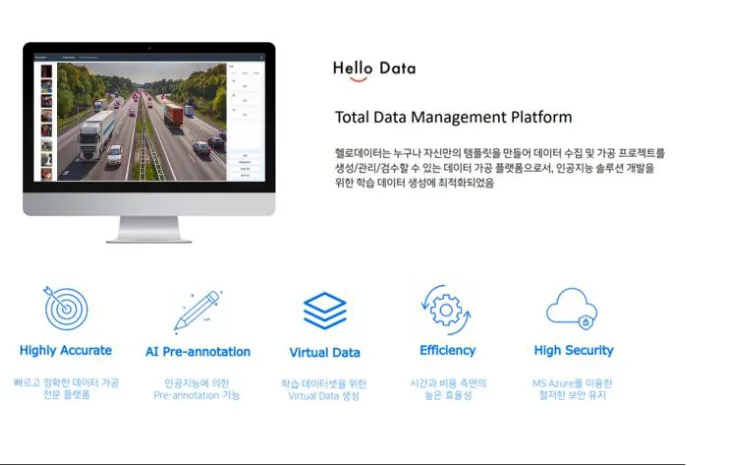 Hello Data
Total Data Management Platform
헬로데이터는 누구나 자신만의 템플릿을 만들어 데이터 수집 및 가공 프로젝트를
생성/관리/검수할 수 있는 데이터 가공 플랫폼으로서, 인공지능 솔루션 개발을
위한 학습 데이터 생성에 최적화되었음
Highly Accurate
빠르고 정확한 데이터 가공
전문 플랫폼
AI Pre-annotation
인공지능에 의한
Pre-annotation 기능
Virtual Data
학습 데이터셋을 위한
Virtual Data 생성
Efficiency
시간과 비용 측면의
높은 효율성
High Security
MS Azure를 이용한
철저한 보안 유지